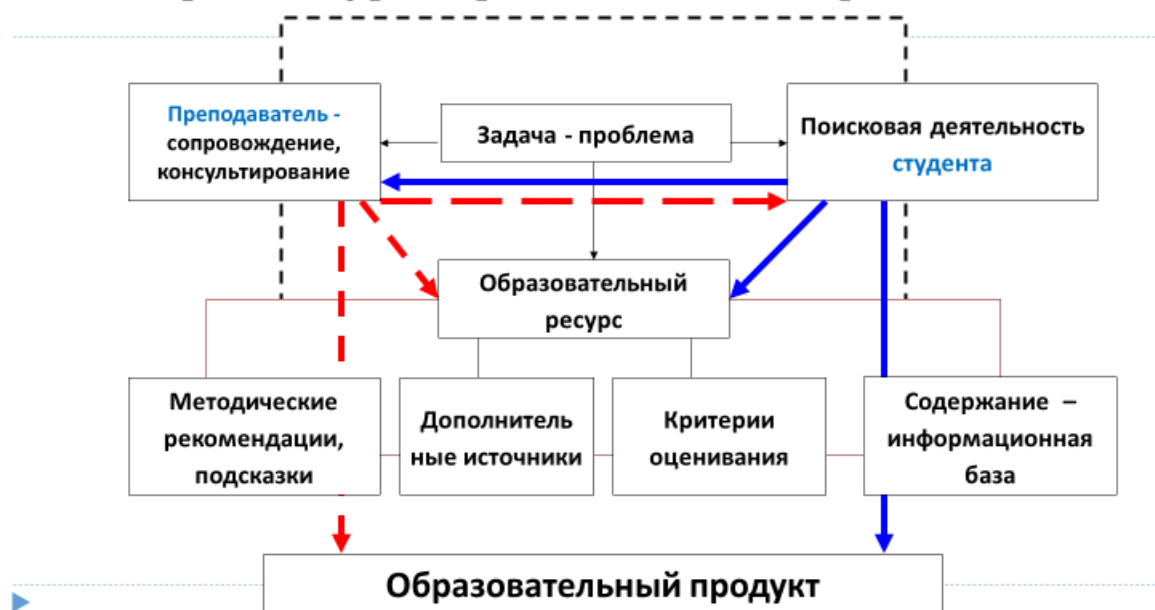 Преподаватель -
сопровождение,
консультирование
Задача - проблема
Поисковая деятельность
студента
Образовательный
ресурс
Методические
рекомендации,
подсказки
Дополнитель
ные источники
Критерии
оценивания
Содержание –
информационная
база
Образовательный продукт